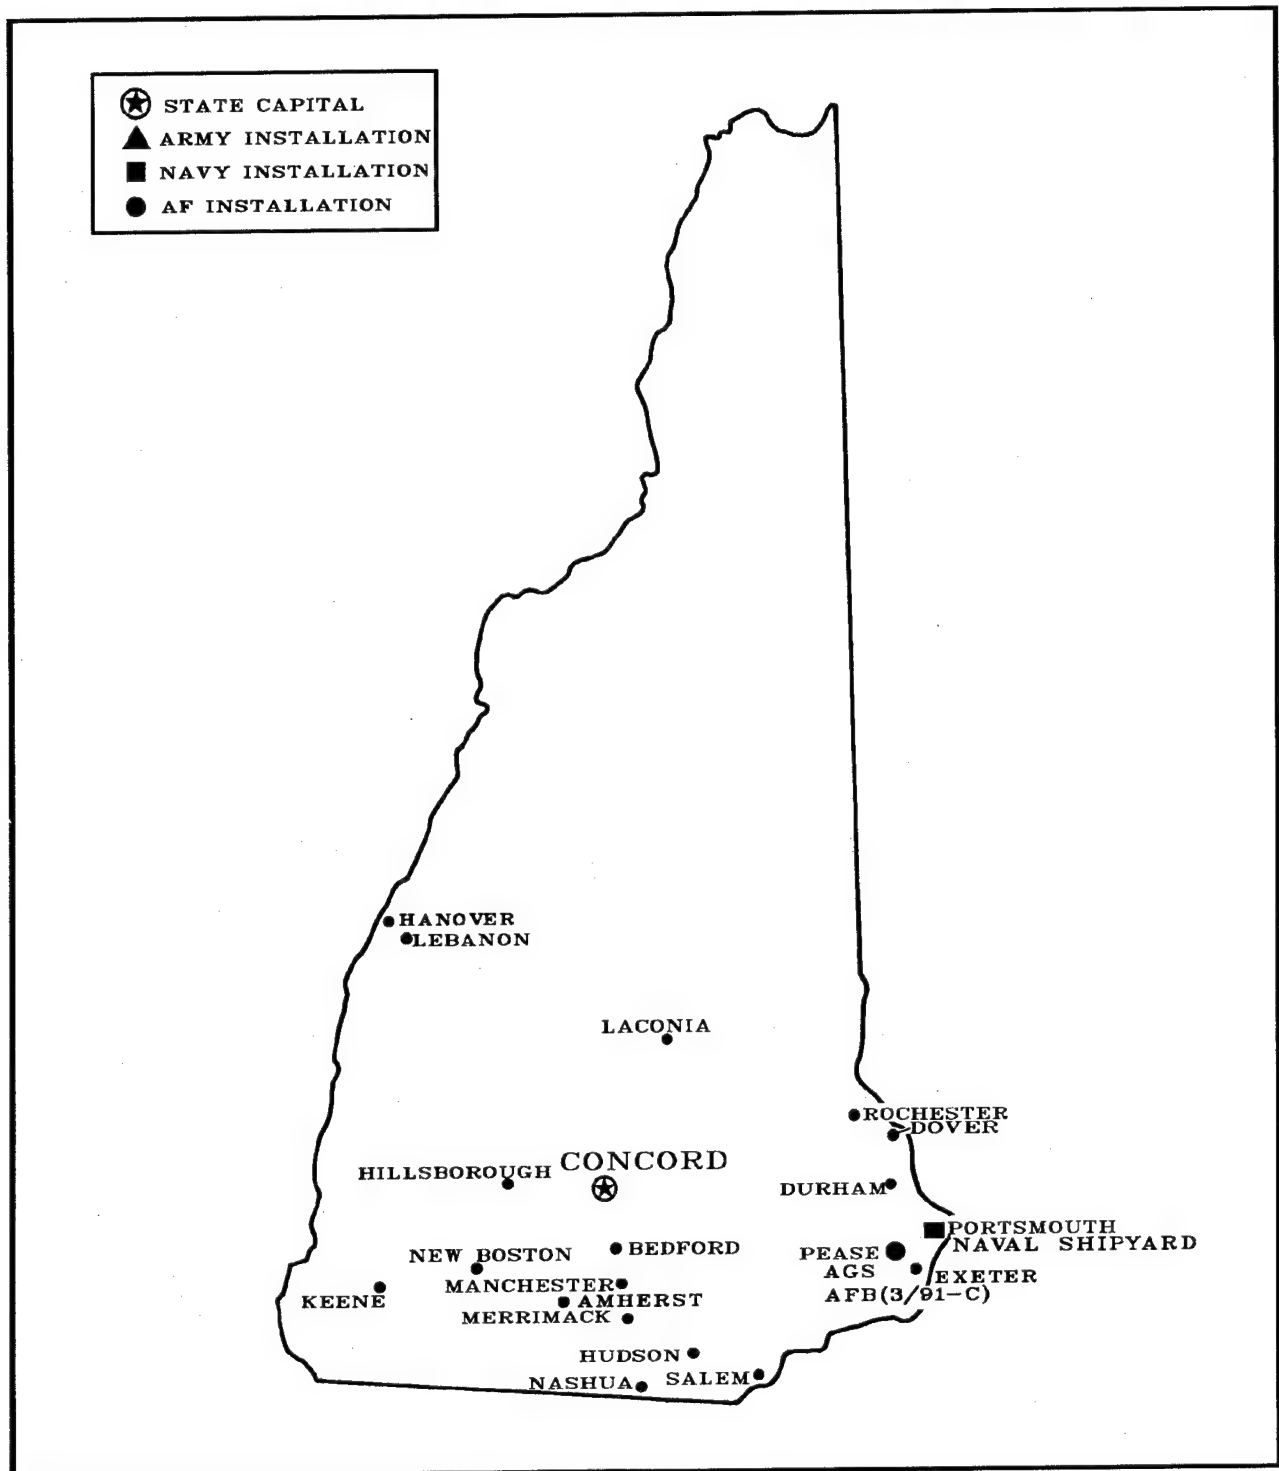 STATE CAPITAL
ARMY INSTALLATION
NAVY INSTALLATION
AF INSTALLATION
HANOVER
LEBANON
LACONIA
ROCHESTER
DOVER
HILLSBOROUGH
CONCORD
DURHAM
PORTSMOUTH
NAVAL SHIPYARD
NEW BOSTON
BEDFORD
PEASE
AGS
AFB(3/91-C)
EXETER
KEENE
MANCHESTER
AMHERST
MERRIMACK
HUDSON
NASHUA
SALEM